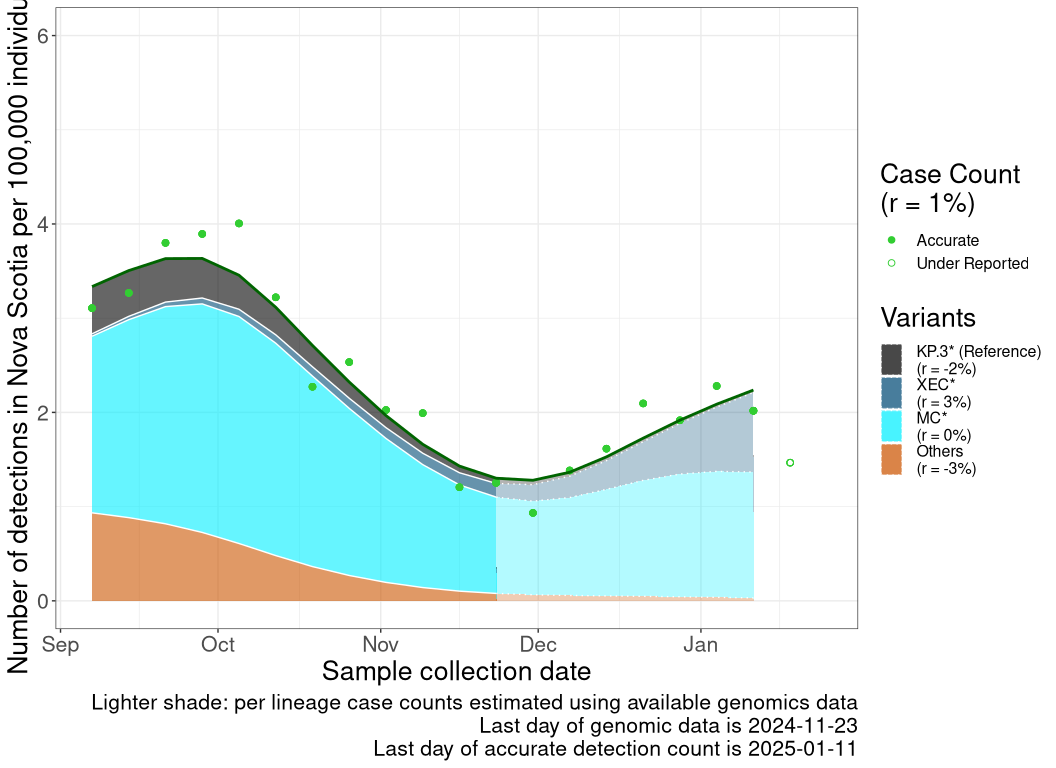 Number of detections in Nova Scotia per 100,000 individu
6
4
2
0
Sep Oct Nov Dec Jan
Sample collection date
Lighter shade: per lineage case counts estimated using available genomics data
Last day of genomic data is 2024-11-23
Last day of accurate detection count is 2025-01-11
Case Count
(r = 1%)
Accurate
Under Reported
Variants
KP.3* (Reference)
(r = -2%)
XEC*
(r = 3%)
MC*
(r = 0%)
Others
(r = -3%)